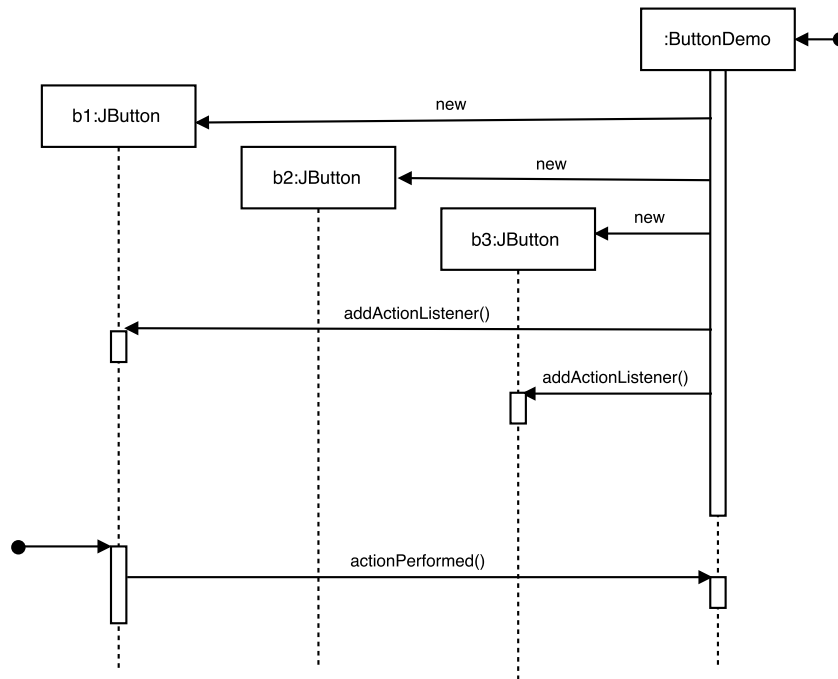 :ButtonDemo
b1:JButton
new
b2:JButton
new
b3:JButton
new
addActionListener()
addActionListener()
actionPerformed()